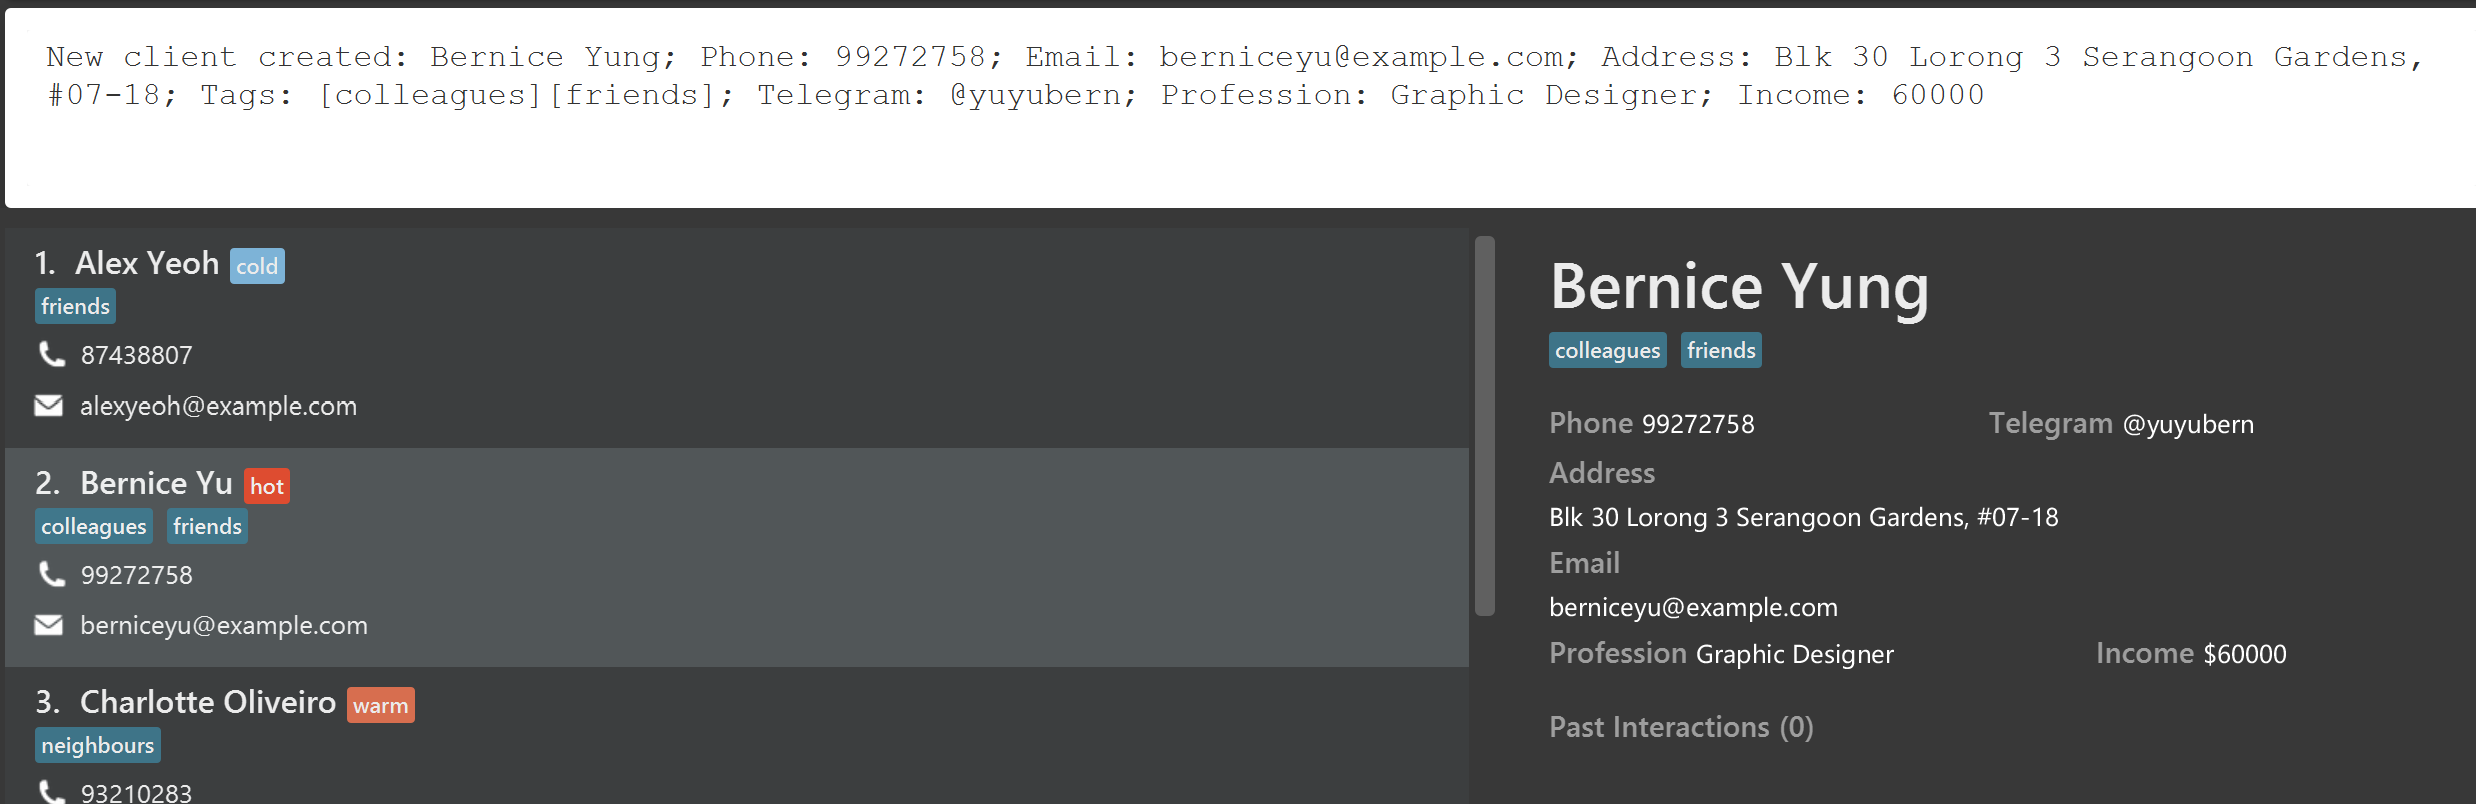 New client created: Bernice Yung; Phone: 99272758; Email: berniceyu@example.com; Address: Blk 30 Lorong 3 Serangoon Gardens,
#07-18; Tags: [colleagues][friends]; Telegram: @yuyubern; Profession: Graphic Designer; Income: 60000
1. Alex Yeoh cold
friends
87438807
alexyeoh@example.com
2. Bernice Yu hot
colleagues friends
99272758
berniceyu@example.com
3. Charlotte Oliveiro warm
neighbours
93210283
Bernice Yung
colleagues friends
Phone 99272758 Telegram @yuyubern
Address
Blk 30 Lorong 3 Serangoon Gardens, #07-18
Email
berniceyu@example.com
Profession Graphic Designer Income $60000
Past Interactions (0)